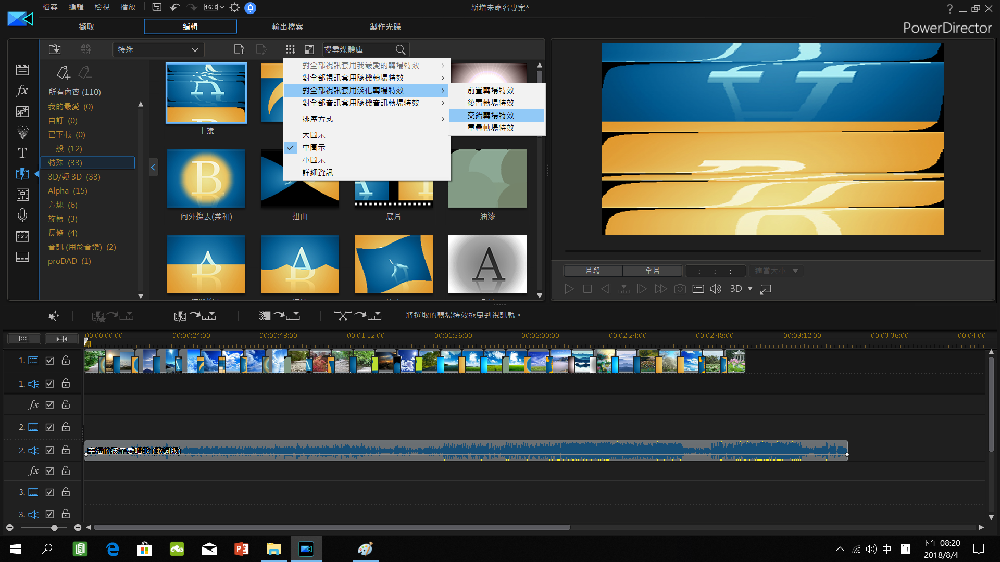 檔案 編輯 檢視 播放 16:9 新增未命名專案*
擷取 編輯 輸出檔案 製作光碟
PowerDirector
特殊 搜尋媒體庫
所有內容 (110)
我的最愛 (0)
自訂 (0)
已下載 (0)
一般 (12)
特殊 (33)
3D/類 3D (33)
Alpha (15)
方塊 (6)
旋轉 (3)
長條 (4)
音訊 (用於音樂) (2)
proDAD (1)
干擾
向外擦去(柔和) 扭曲 底片 油漆
對全部視訊套用我最愛的轉場特效
對全部視訊套用隨機轉場特效
對全部視訊套用淡化轉場特效
對全部音訊套用隨機音訊轉場特效
排序方式
大圖示
中圖示
小圖示
詳細資訊
前置轉場特效
後置轉場特效
交錯轉場特效
重疊轉場特效
片段 全片 --:--:--:-- 適當大小
3D
將選取的轉場特效拖曳到視訊軌。
00:00:00:00 00:00:24:00 00:00:48:00 00:01:12:00 00:01:36:00 00:02:00:00 00:02:24:00 00:02:48:00 00:03:12:00 00:03:36:00 00:04:00
1.
1.
fx
2.
2. 幸福的孩子愛唱歌 (歌詞版)
fx
3.
3.
中 ㄅ 下午 08:20
2018/8/4